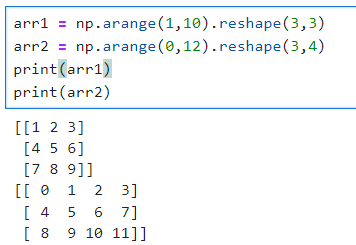 arr1 = np.arange(1,10).reshape(3,3)
arr2 = np.arange(0,12).reshape(3,4)
print(arr1)
print(arr2)
[[1 2 3]
 [4 5 6]
 [7 8 9]]
[[ 0  1  2  3]
 [ 4  5  6  7]
 [ 8  9 10 11]]